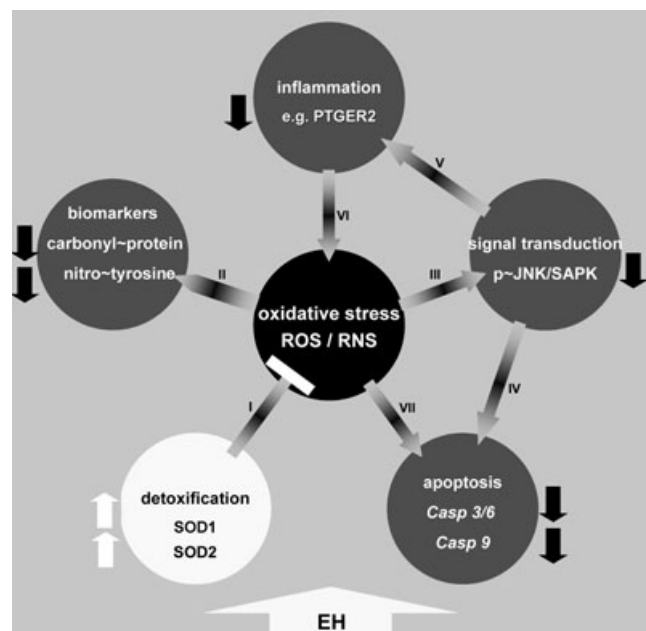 inflammation
e.g. PTGER2
V
VI
biomarkers
carbonyl~protein
nitro~tyrosine
II
signal transduction
p~JNK/SAPK
III
oxidative stress
ROS / RNS
IV
I
VII
detoxification
SOD1
SOD2
apoptosis
Casp 3/6
Casp 9
EH